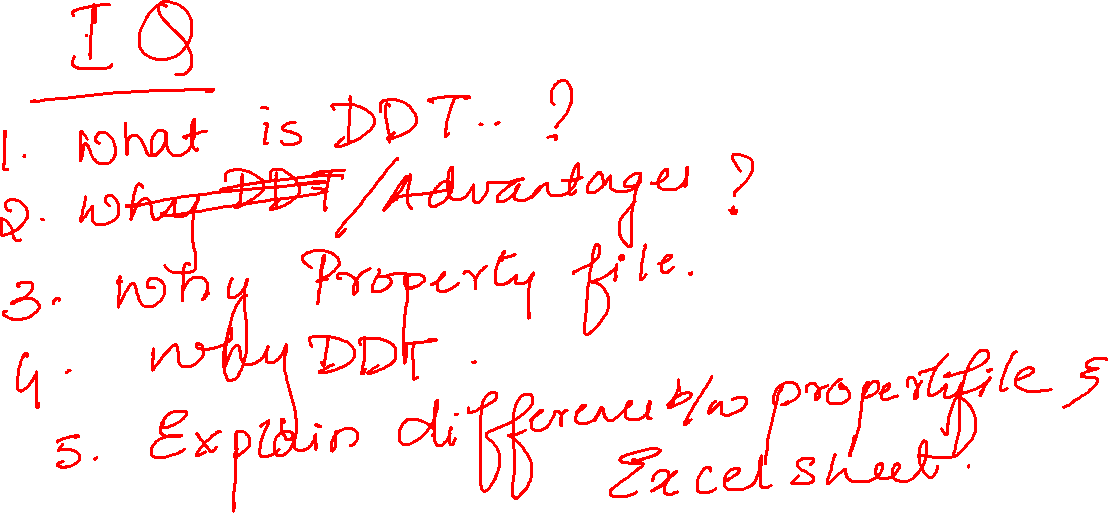 IQ
1. What is DDT..?
2. Why DDT/Advantages?
3. Why Property file.
4. Why DDT.
5. Explain difference b/w propertifile &
Excel sheet.